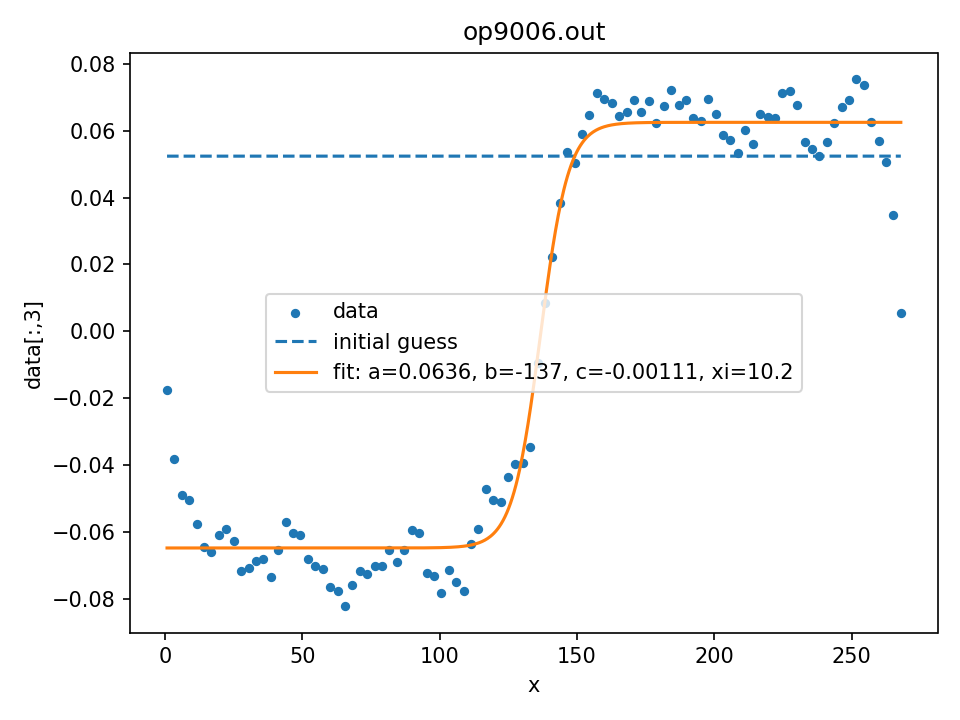 op9006.out
0.08
0.06
0.04
0.02
0.00
−0.02
−0.04
−0.06
−0.08
data[:,3]
data
initial guess
fit: a=0.0636, b=-137, c=-0.00111, xi=10.2
0 50 100 150 200 250
x